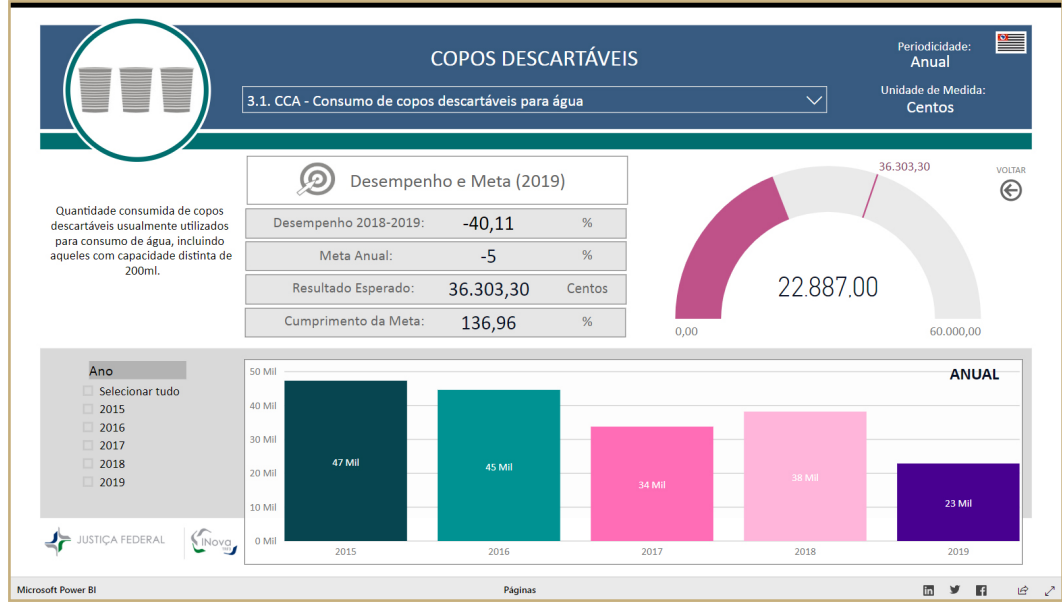 COPOS DESCARTÁVEIS
3.1. CCA - Consumo de copos descartáveis para água
Periodicidade:
Anual
Unidade de Medida:
Centos
Quantidade consumida de copos
descartáveis usualmente utilizados
para consumo de água, incluindo
aqueles com capacidade distinta de
200ml.
Desempenho e Meta (2019)
Desempenho 2018-2019: -40,11 %
Meta Anual: -5 %
Resultado Esperado: 36.303,30 Centos
Cumprimento da Meta: 136,96 %
36.303,30
22.887,00
0,00
60.000,00
VOLTAR
Ano
Selecionar tudo
2015
2016
2017
2018
2019
ANUAL
50 Mil
40 Mil
30 Mil
20 Mil
10 Mil
0 Mil
47 Mil
45 Mil
34 Mil
38 Mil
23 Mil
2015
2016
2017
2018
2019
JUSTIÇA FEDERAL
INova
Microsoft Power BI
Páginas